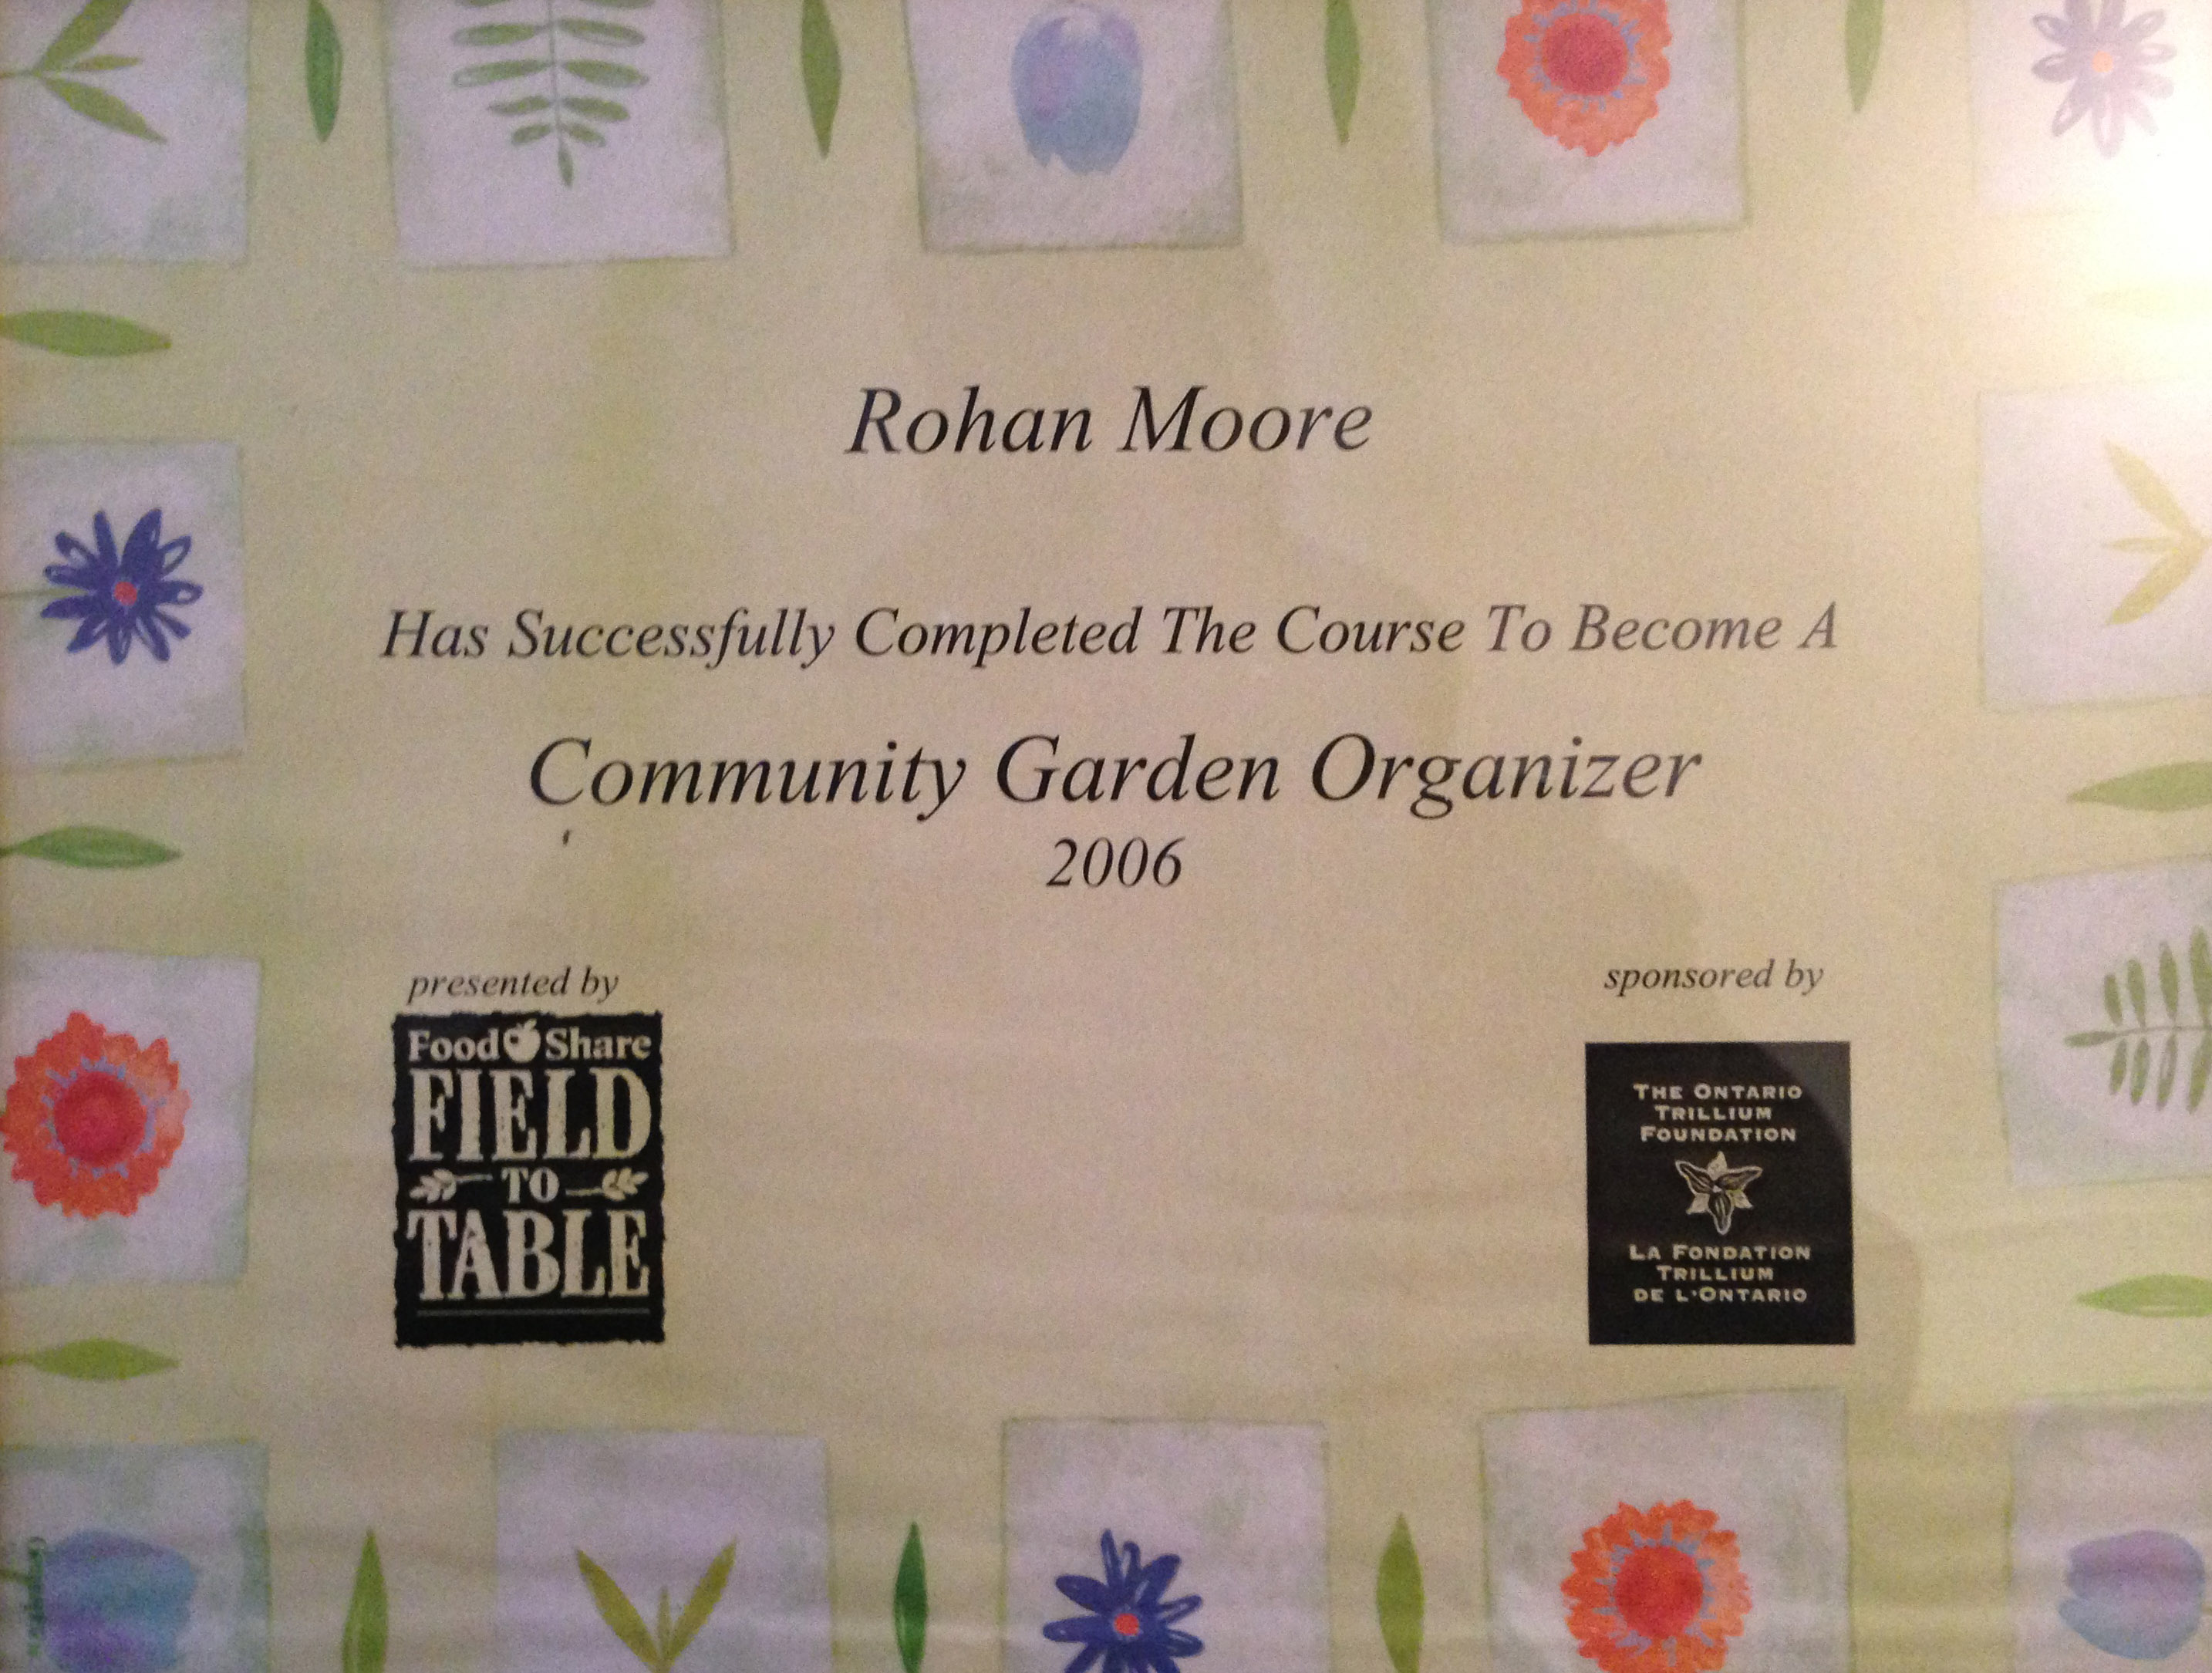 Rohan Moore
Has Successfully Completed The Course To Become A
Community Garden Organizer
2006
presented by
Food Share
FIELD
TO
TABLE
sponsored by
THE ONTARIO
TRILLIUM
FOUNDATION
LA FONDATION
TRILLIUM
DE L'ONTARIO